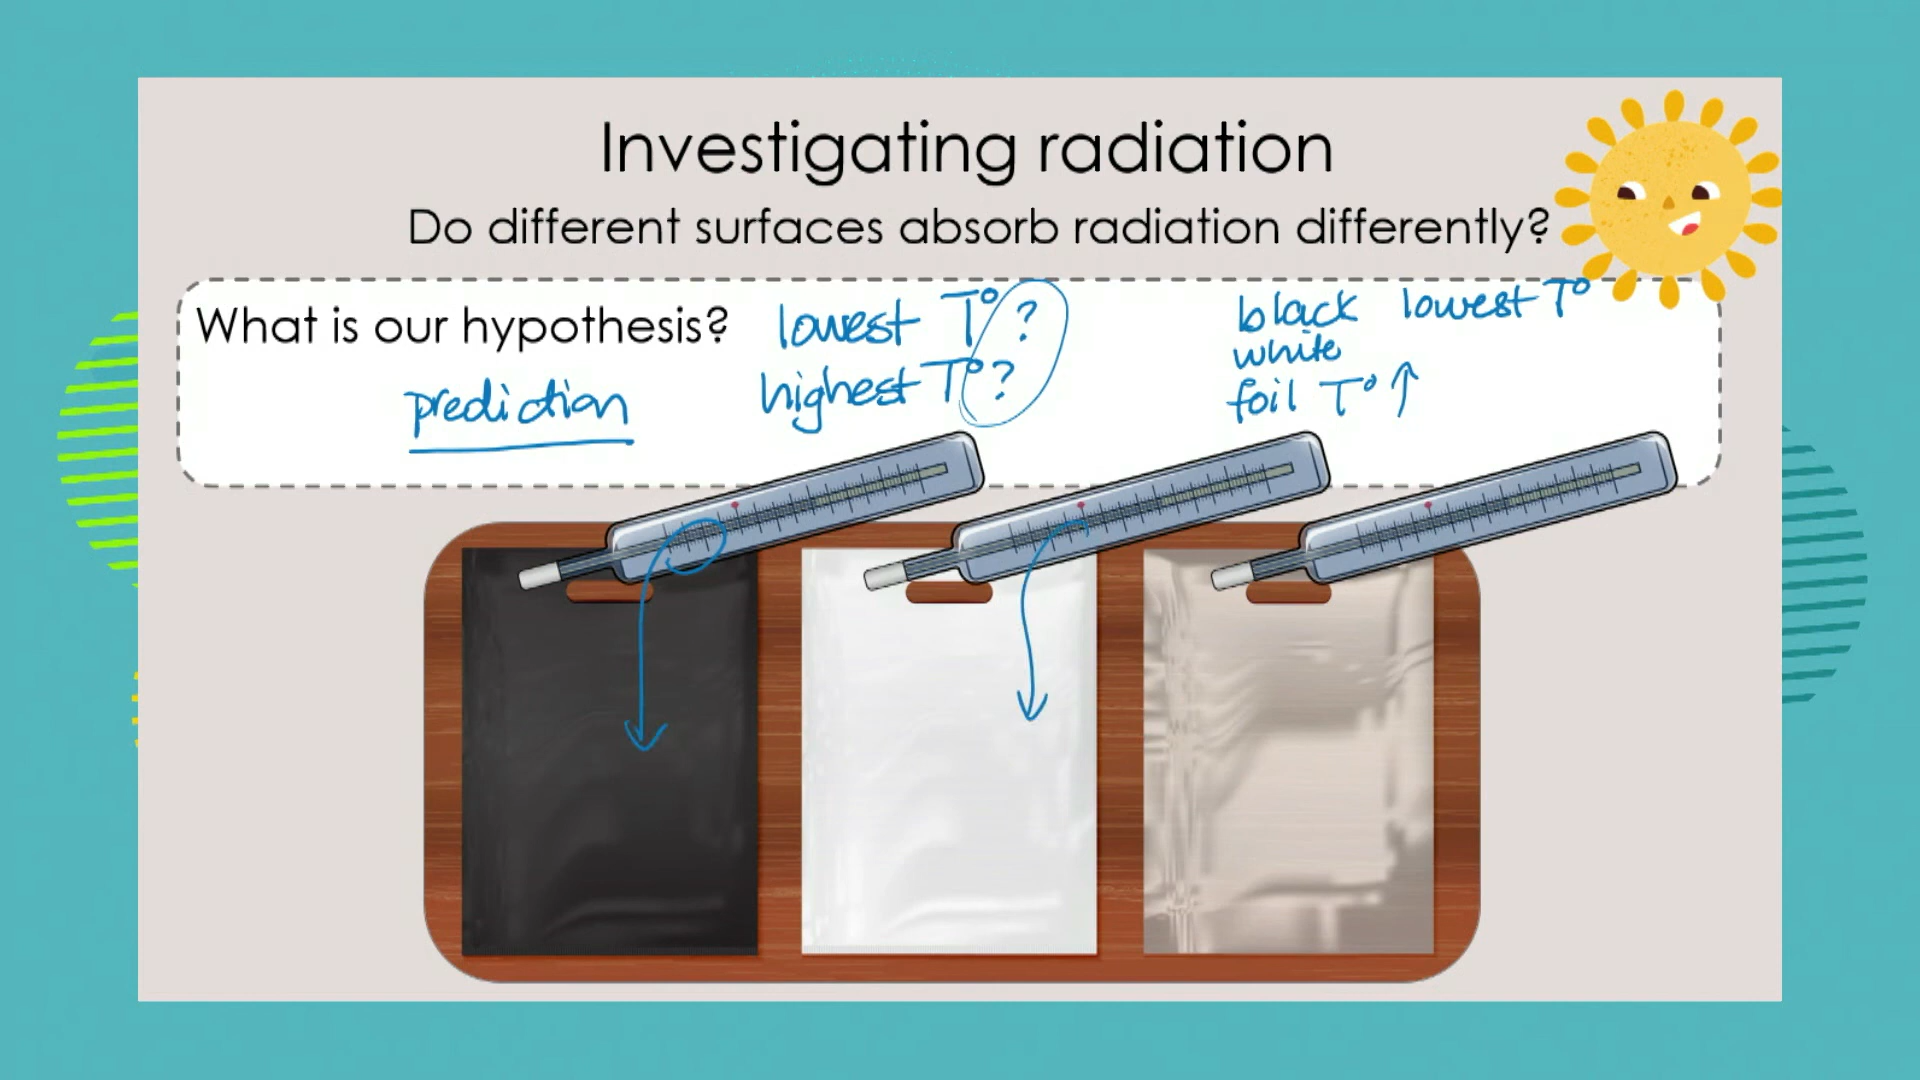 Investigating radiation
Do different surfaces absorb radiation differently?
What is our hypothesis?
prediction
lowest T° ?
highest T° ?
black lowest T°
white
foil T° ↑